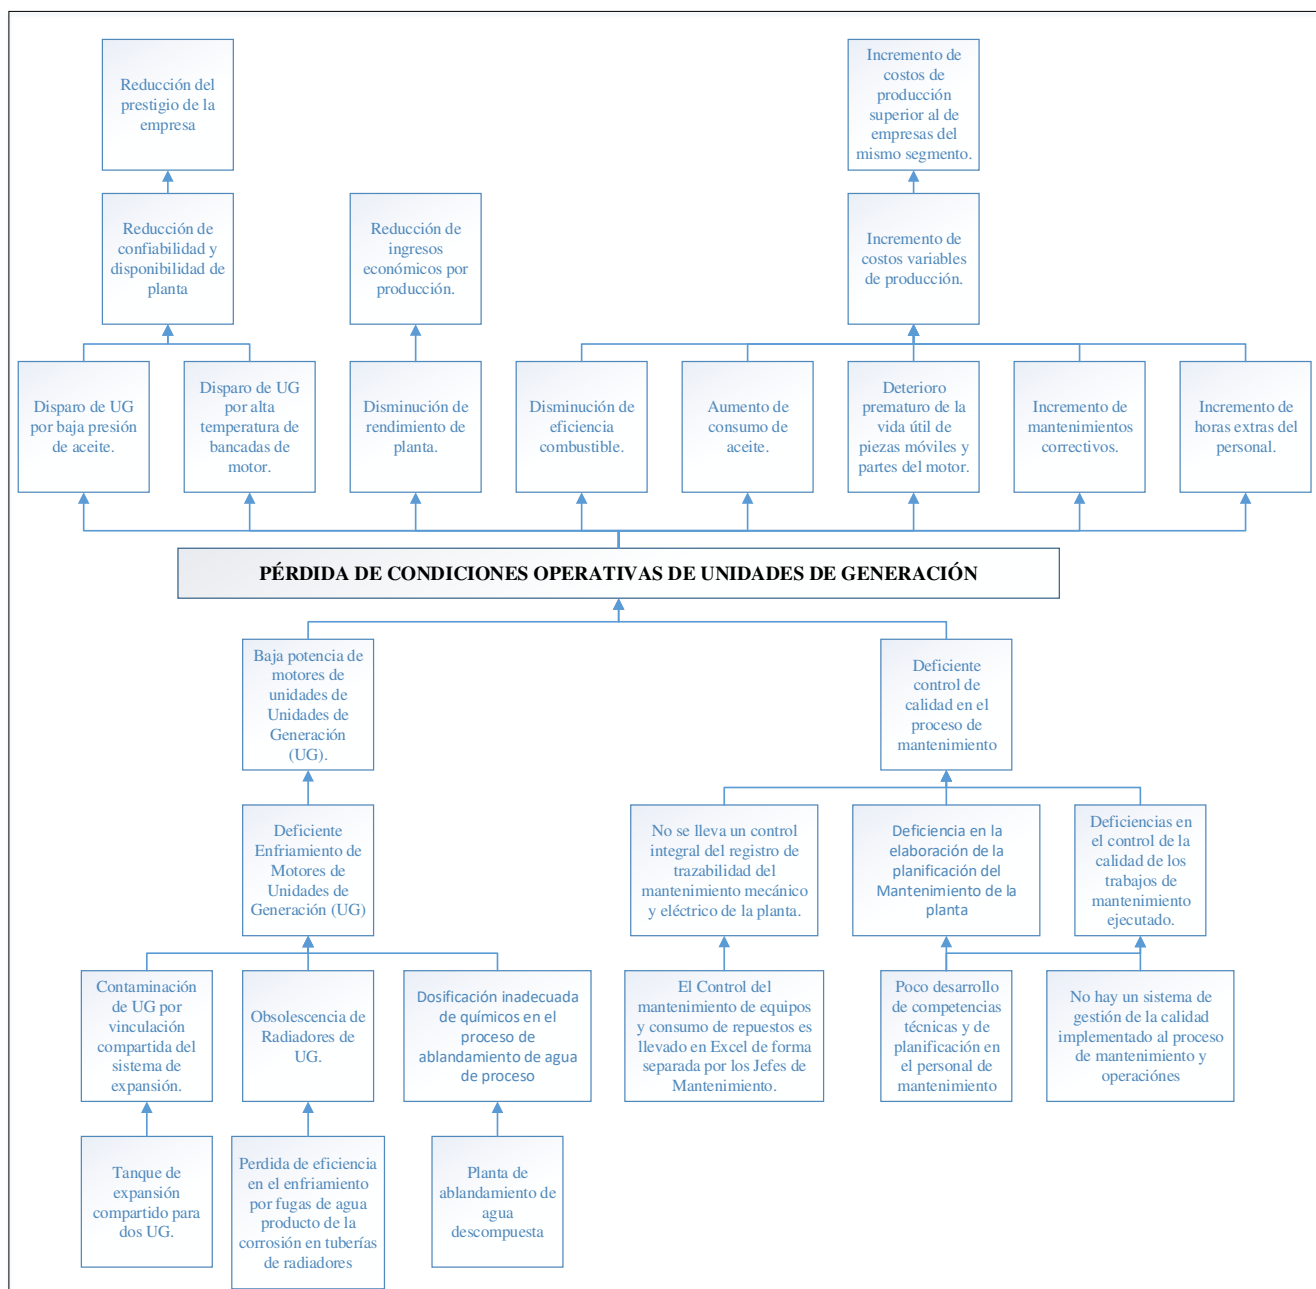 Reducción del
prestigio de la
empresa
Incremento de
costos de
producción
superior al de
empresas del
mismo segmento.
Reducción de
confiabilidad y
disponibilidad de
planta
Reducción de
ingresos
económicos por
producción.
Incremento de
costos variables
de producción.
Disparo de UG
por baja presión
de aceite.
Disparo de UG
por alta
temperatura de
bancadas de
motor.
Disminución de
rendimiento de
planta.
Disminución de
eficiencia
combustible.
Aumento de
consumo de
aceite.
Deterioro
prematuro de la
vida útil de
piezas móviles y
partes del motor.
Incremento de
mantenimientos
correctivos.
Incremento de
horas extras del
personal.
PÉRDIDA DE CONDICIONES OPERATIVAS DE UNIDADES DE GENERACIÓN
Baja potencia de
motores de
unidades de
Unidades de
Generación
(UG).
Deficiente
control de
calidad en el
proceso de
mantenimiento
Deficiente
Enfriamiento de
Motores de
Unidades de
Generación (UG)
No se lleva un control
integral del registro de
trazabilidad del
mantenimiento mecánico
y eléctrico de la planta.
Deficiencia en la
elaboración de la
planificación del
Mantenimiento de la
planta
Deficiencias en
el control de la
calidad de los
trabajos de
mantenimiento
ejecutado.
Contaminación
de UG por
vinculación
compartida del
sistema de
expansión.
Obsolescencia de
Radiadores de
UG.
Dosificación inadecuada
de químicos en el
proceso de
ablandamiento de agua
de proceso
El Control del
mantenimiento de equipos
y consumo de repuestos es
llevado en Excel de forma
separada por los Jefes de
Mantenimiento.
Poco desarrollo
de competencias
técnicas y de
planificación en
el personal de
mantenimiento
No hay un sistema de
gestión de la calidad
implementado al proceso
de mantenimiento y
operaciónes
Tanque de
expansión
compartido para
dos UG.
Perdida de eficiencia
en el enfriamiento
por fugas de agua
producto de la
corrosión en tuberías
de radiadores
Planta de
ablandamiento de
agua
descompuesta